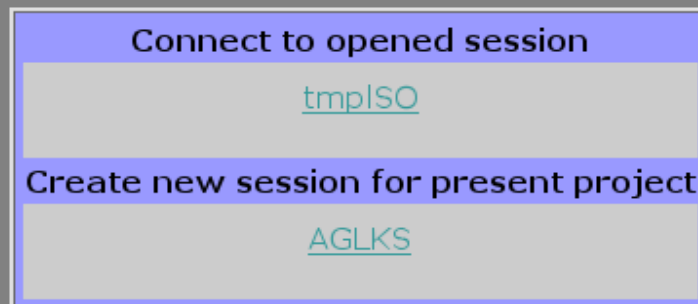 Connect to opened session
tmpISO
Create new session for present project
AGLKS